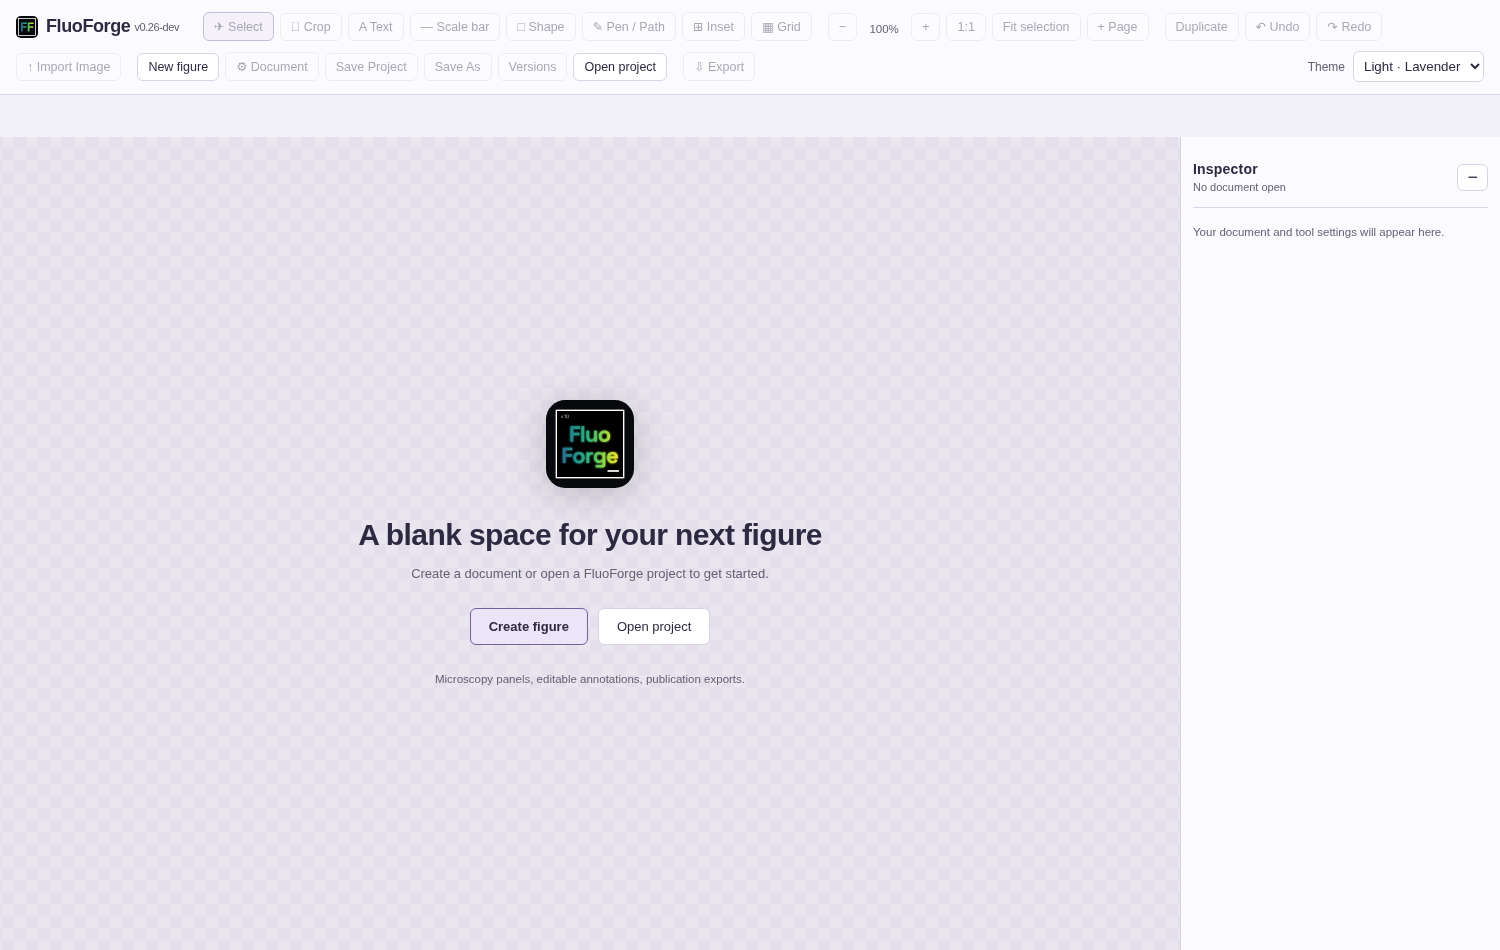 FluoForge v0.26-dev
✈ Select
Crop
A Text
— Scale bar
□ Shape
✎ Pen / Path
⊞ Inset
▦ Grid
−
100%
+
1:1
Fit selection
+ Page
Duplicate
↶ Undo
↷ Redo
↑ Import Image
New figure
⚙ Document
Save Project
Save As
Versions
Open project
⇩ Export
Theme
Light · Lavender
Inspector
No document open
−
Your document and tool settings will appear here.
Fluo
Forge
A blank space for your next figure
Create a document or open a FluoForge project to get started.
Create figure
Open project
Microscopy panels, editable annotations, publication exports.